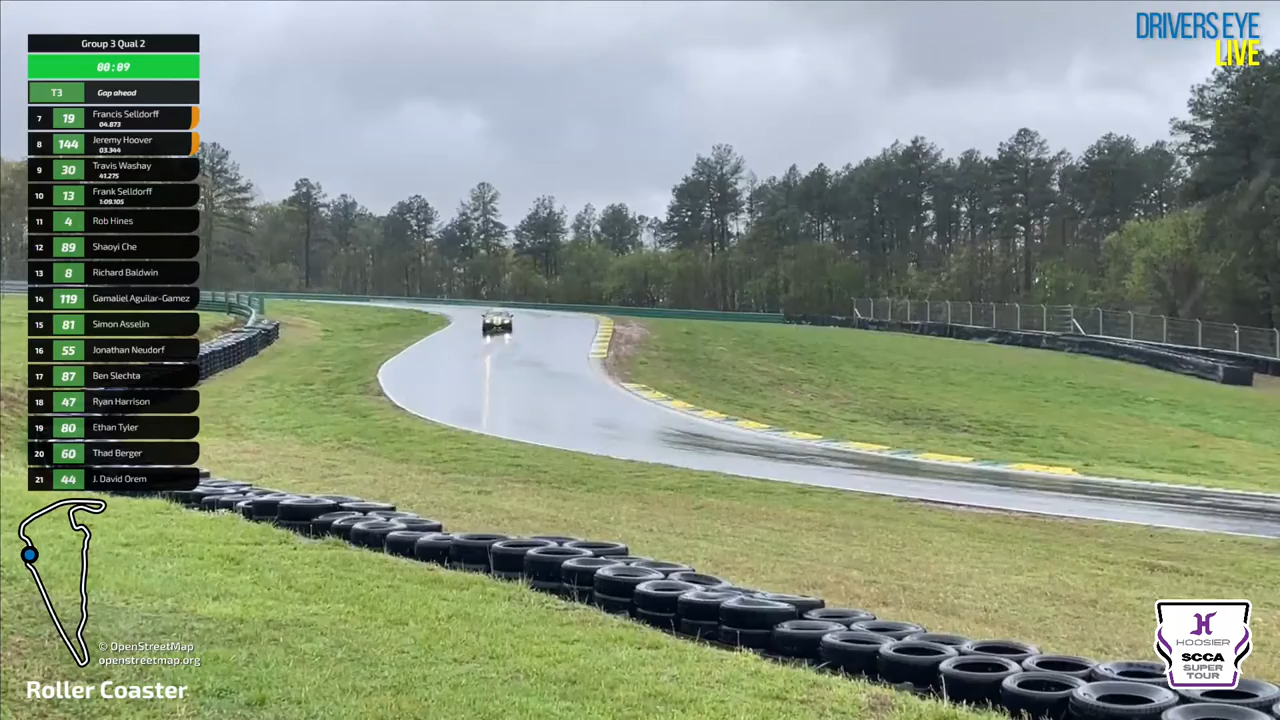 DRIVERS EYE
LIVE
Group 3 Qual 2
00:09
T3 Gap ahead
7 19 Francis Selldorff
04.873
8 144 Jeremy Hoover
03.344
9 30 Travis Washay
41.275
10 13 Frank Selldorff
1:09.105
11 4 Rob Hines
12 89 Shaoyi Che
13 8 Richard Baldwin
14 119 Gamaliel Aguilar-Gamez
15 81 Simon Asselin
16 55 Jonathan Neudorf
17 87 Ben Slechta
18 47 Ryan Harrison
19 80 Ethan Tyler
20 60 Thad Berger
21 44 J. David Orem
© OpenStreetMap
openstreetmap.org
Roller Coaster
H
HOOSIER
SCCA
SUPER
TOUR